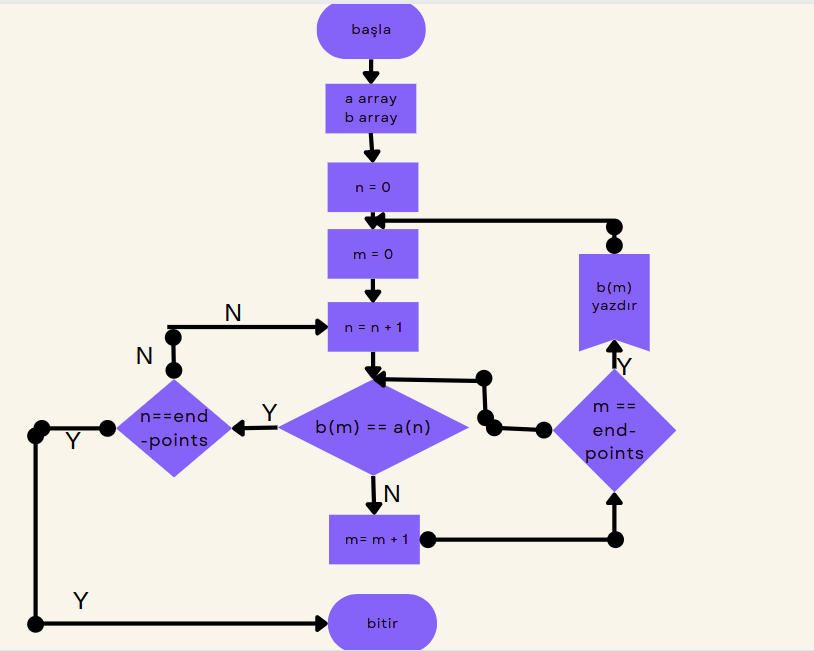 başla
a array
b array
n = 0
m = 0
b(m)
yazdır
N
n = n + 1
N
Y
n==end
-points
Y
b(m) == a(n)
m ==
end-
points
Y
N
m= m + 1
Y
bitir